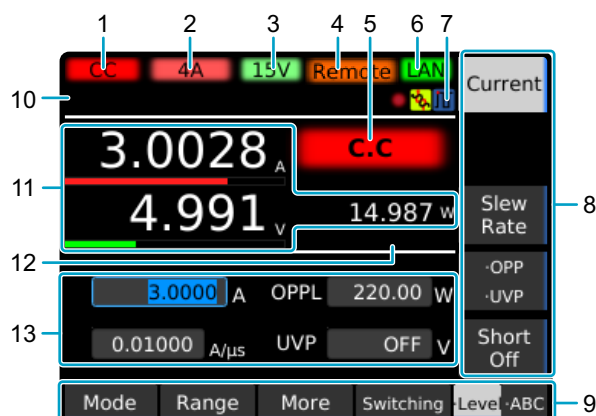 1 2 3 4 5 6 7
CC 4A 15V Remote LAN
10
Current
3.0028 A
C.C
11
4.991 V
14.987 W
Slew
Rate
8
12
·OPP
·UVP
3.0000 A OPPL 220.00 W
13
0.01000 A/µs UVP OFF V
Short
Off
Mode Range More Switching ·Level ·ABC
9